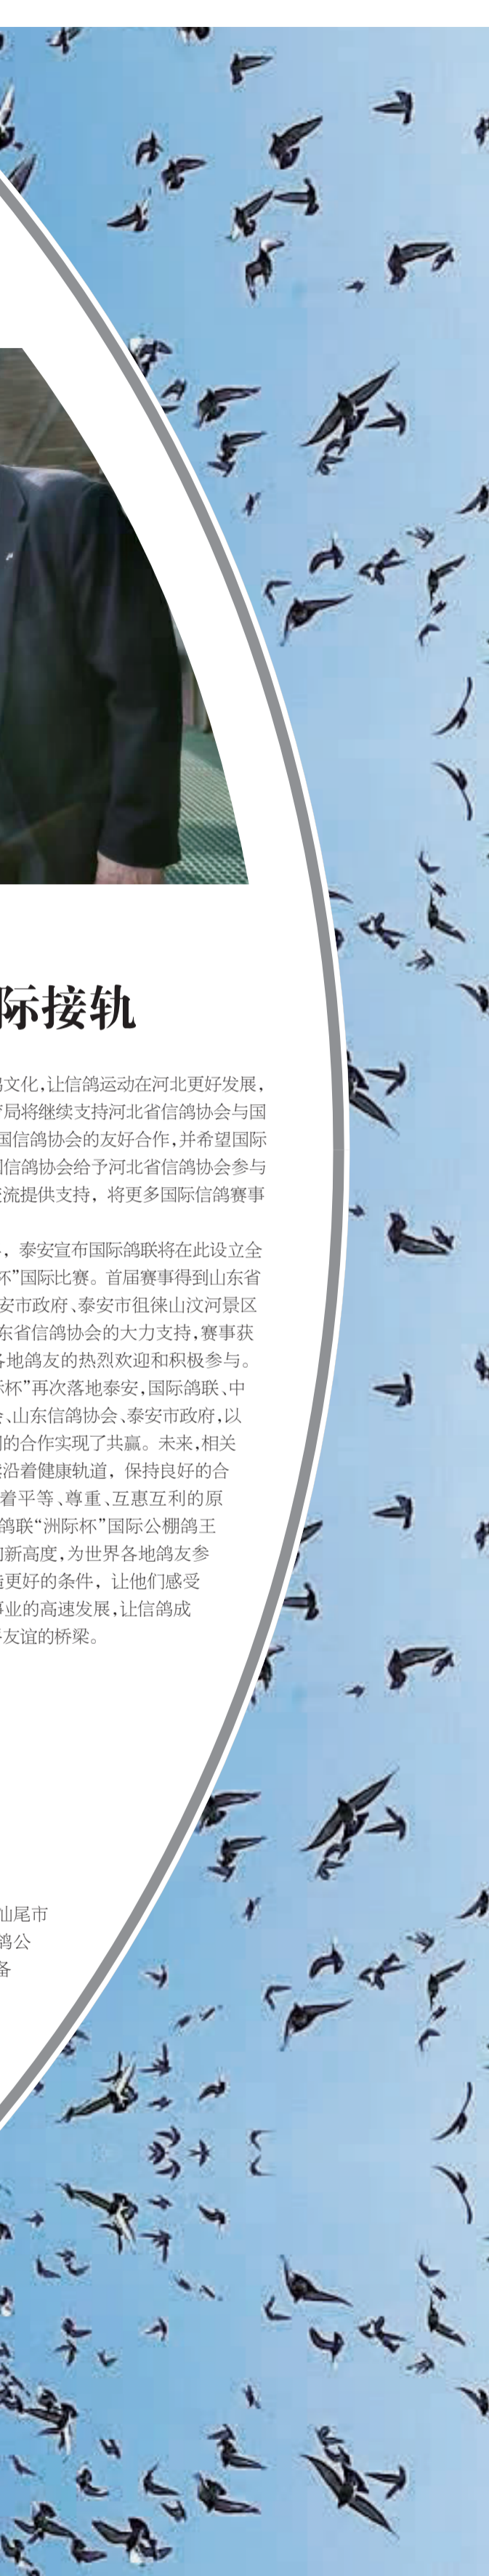 际接轨
文化，让信鸽运动在河北更好发展，
局将继续支持河北省信鸽协会与国
国信鸽协会的友好合作，并希望国际
信鸽协会给予河北省信鸽协会参与
流提供支持，将更多国际信鸽赛事
，泰安宣布国际鸽联将在此设立全
杯”国际比赛。首届赛事得到山东省
安市政府、泰安市徂徕山汶河景区
东省信鸽协会的大力支持，赛事获
各地鸽友的热烈欢迎和积极参与。
际杯”再次落地泰安，国际鸽联、中
、山东信鸽协会、泰安市政府，以
的合作实现了共赢。未来，相关
沿着健康轨道，保持良好的合
着平等、尊重、互惠互利的原
鸽联“洲际杯”国际公棚鸽王
新高度，为世界各地鸽友参
更好的条件，让他们感受
事业的高速发展，让信鸽成
友谊的桥梁。
汕尾市
鸽公
备